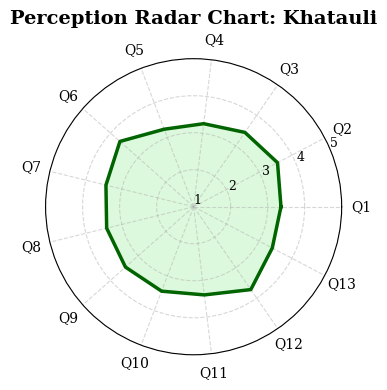 Perception Radar Chart: Khatauli
Q4
Q5
Q3
Q6
Q2
5
4
3
Q7
2
1
Q1
Q8
Q13
Q9
Q12
Q10
Q11